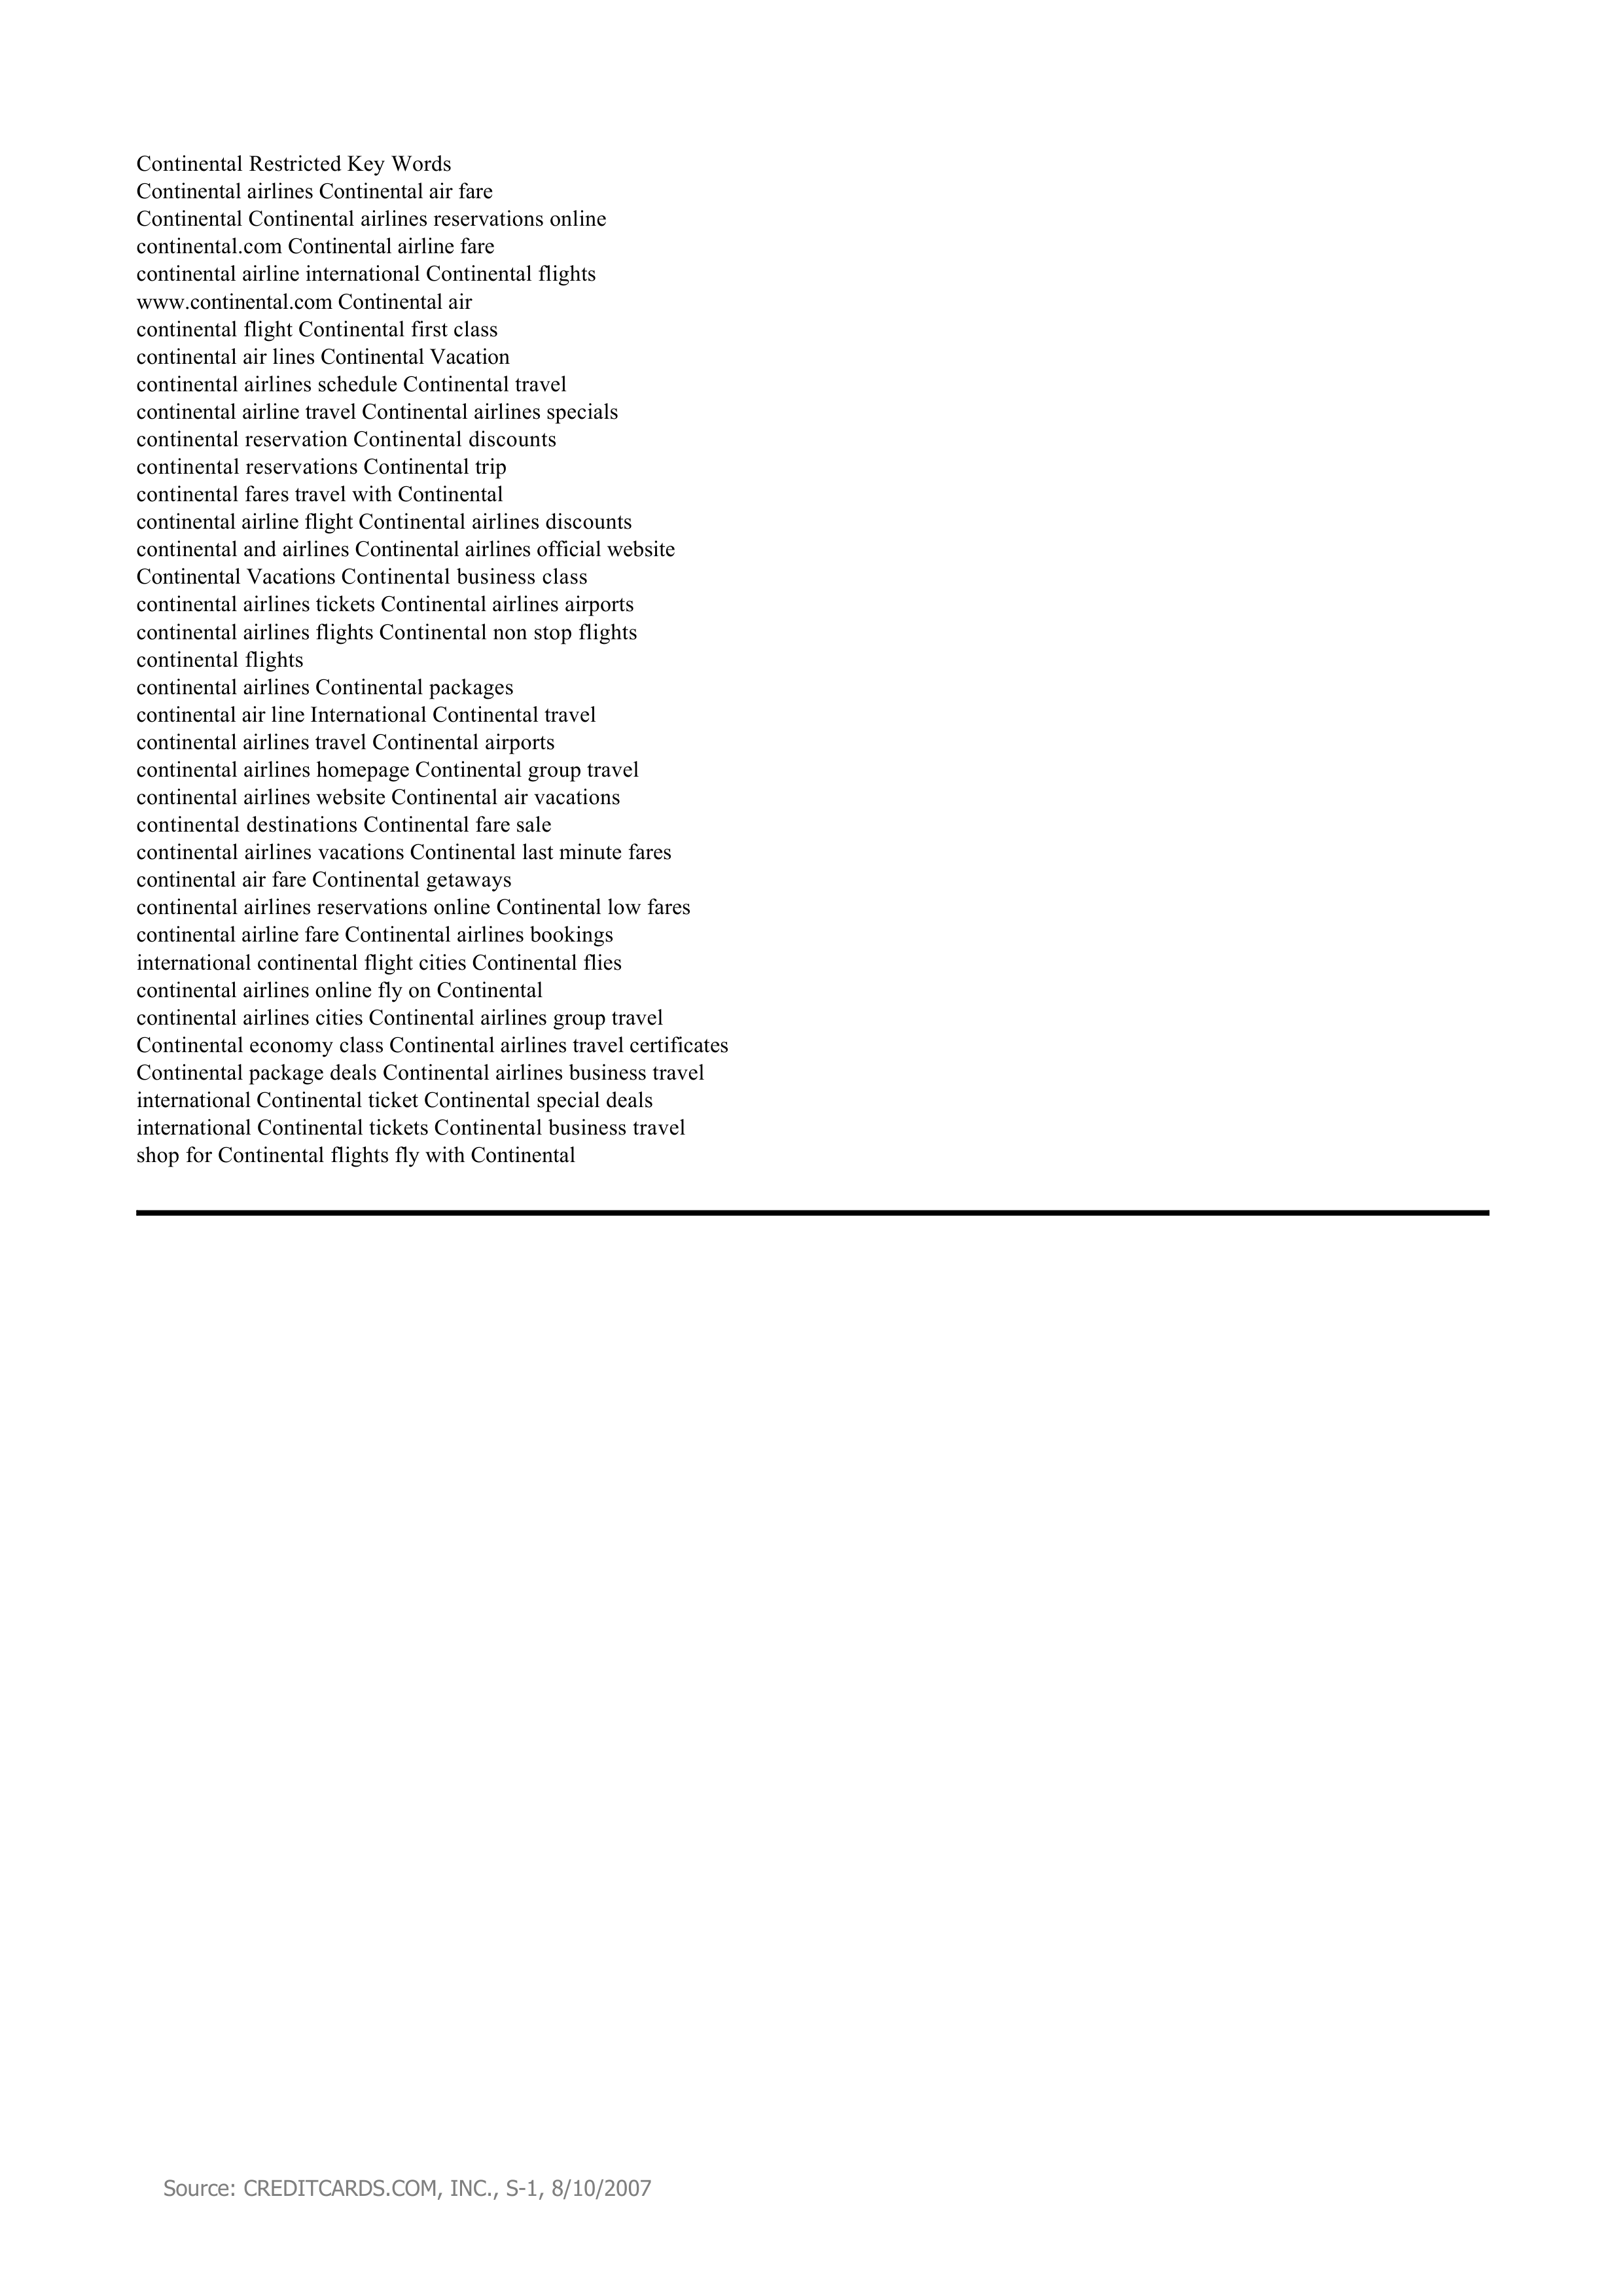 Continental Restricted Key Words
Continental airlines Continental air fare
Continental Continental airlines reservations online
continental.com Continental airline fare
continental airline international Continental flights
www.continental.com Continental air
continental flight Continental first class
continental air lines Continental Vacation
continental airlines schedule Continental travel
continental airline travel Continental airlines specials
continental reservation Continental discounts
continental reservations Continental trip
continental fares travel with Continental
continental airline flight Continental airlines discounts
continental and airlines Continental airlines official website
Continental Vacations Continental business class
continental airlines tickets Continental airlines airports
continental airlines flights Continental non stop flights
continental flights
continental airlines Continental packages
continental air line International Continental travel
continental airlines travel Continental airports
continental airlines homepage Continental group travel
continental airlines website Continental air vacations
continental destinations Continental fare sale
continental airlines vacations Continental last minute fares
continental air fare Continental getaways
continental airlines reservations online Continental low fares
continental airline fare Continental airlines bookings
international continental flight cities Continental flies
continental airlines online fly on Continental
continental airlines cities Continental airlines group travel
Continental economy class Continental airlines travel certificates
Continental package deals Continental airlines business travel
international Continental ticket Continental special deals
international Continental tickets Continental business travel
shop for Continental flights fly with Continental
Source: CREDITCARDS.COM, INC., S-1, 8/10/2007